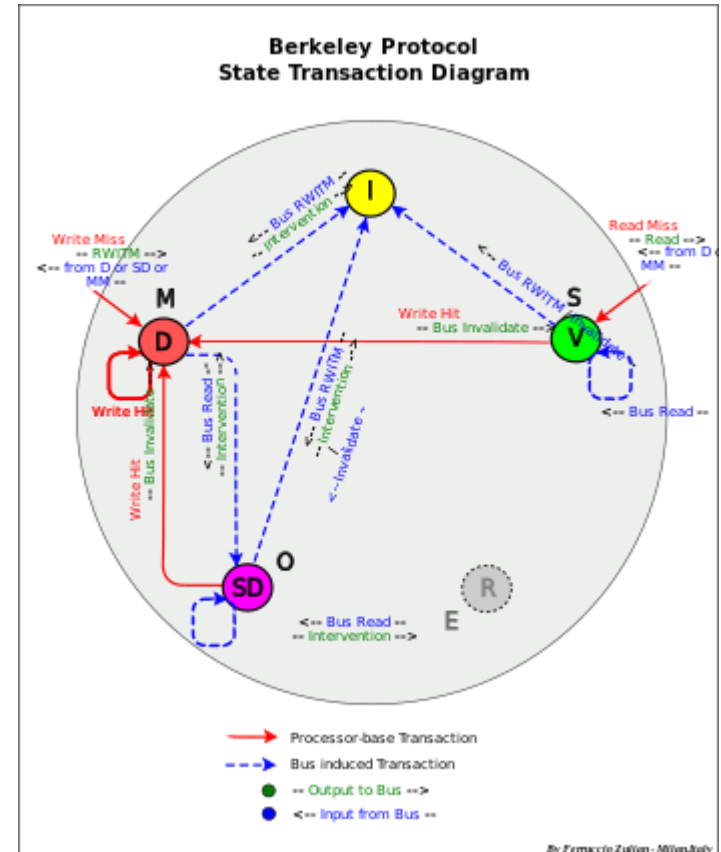 Berkeley Protocol
State Transaction Diagram
I
<-- Bus RWITM --
-- Intervention -->
Write Miss
-- RWITM -->
<-- from D or SD or
MM --
Read Miss
-- Read -->
<-- from D o
MM --
<-- Bus RWITM / Invalidate --
M
D
S
V
Write Hit
-- Bus Invalidate -->
Write Hit
<-- Bus Read --
-- Intervention -->
<-- Bus RWITM --
-- Intervention -->
/
<-- Invalidate -
<-- Bus Read --
Write Hit
-- Bus Invalidate -->
O
SD
R
E
<-- Bus Read --
-- Intervention -->
Processor-base Transaction
Bus induced Transaction
-- Output to Bus -->
<-- Input from Bus --
By Ferruccio Zulian - Milan.Italy